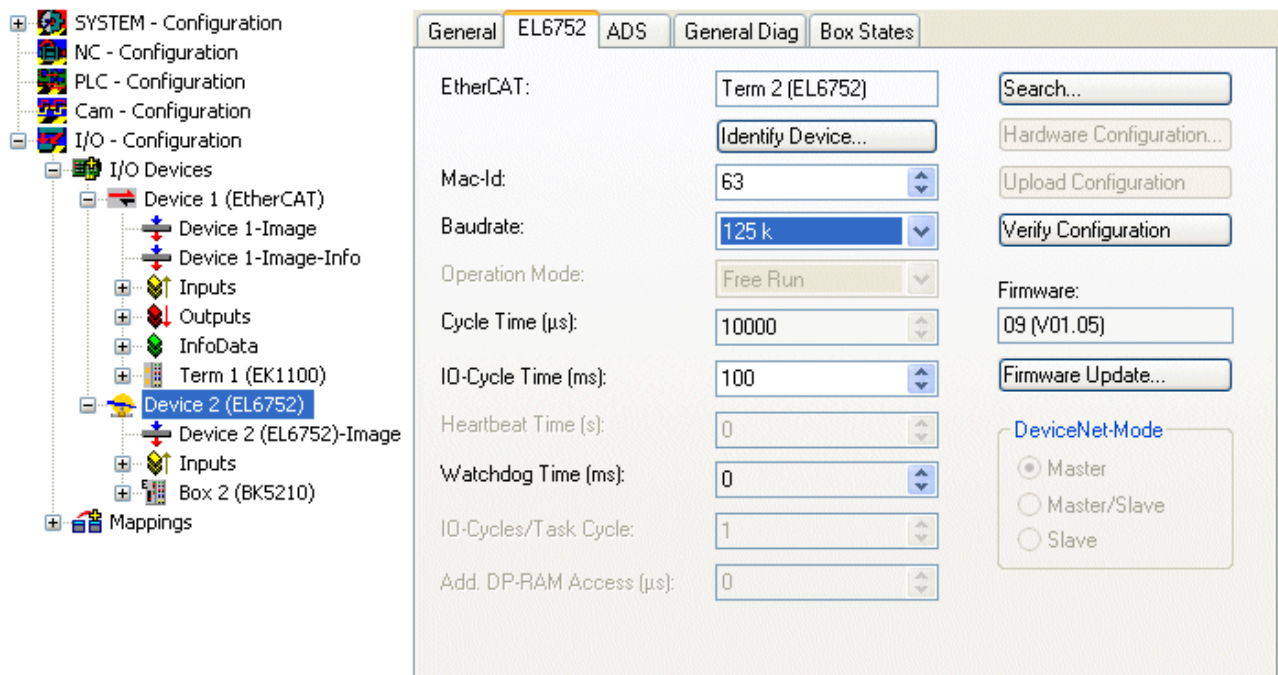 SYSTEM - Configuration
NC - Configuration
PLC - Configuration
Cam - Configuration
I/O - Configuration
I/O Devices
Device 1 (EtherCAT)
Device 1-Image
Device 1-Image-Info
Inputs
Outputs
InfoData
Term 1 (EK1100)
Device 2 (EL6752)
Device 2 (EL6752)-Image
Inputs
Box 2 (BK5210)
Mappings
General EL6752 ADS General Diag Box States
EtherCAT: Term 2 (EL6752) Search...
Identify Device... Hardware Configuration...
Mac-Id: 63 Upload Configuration
Baudrate: 125 k Verify Configuration
Operation Mode: Free Run
Firmware:
Cycle Time (µs): 10000 09 (V01.05)
IO-Cycle Time (ms): 100 Firmware Update...
Heartbeat Time (s): 0 DeviceNet-Mode
Watchdog Time (ms): 0 Master
Master/Slave
IO-Cycles/Task Cycle: 1 Slave
Add. DP-RAM Access (µs): 0